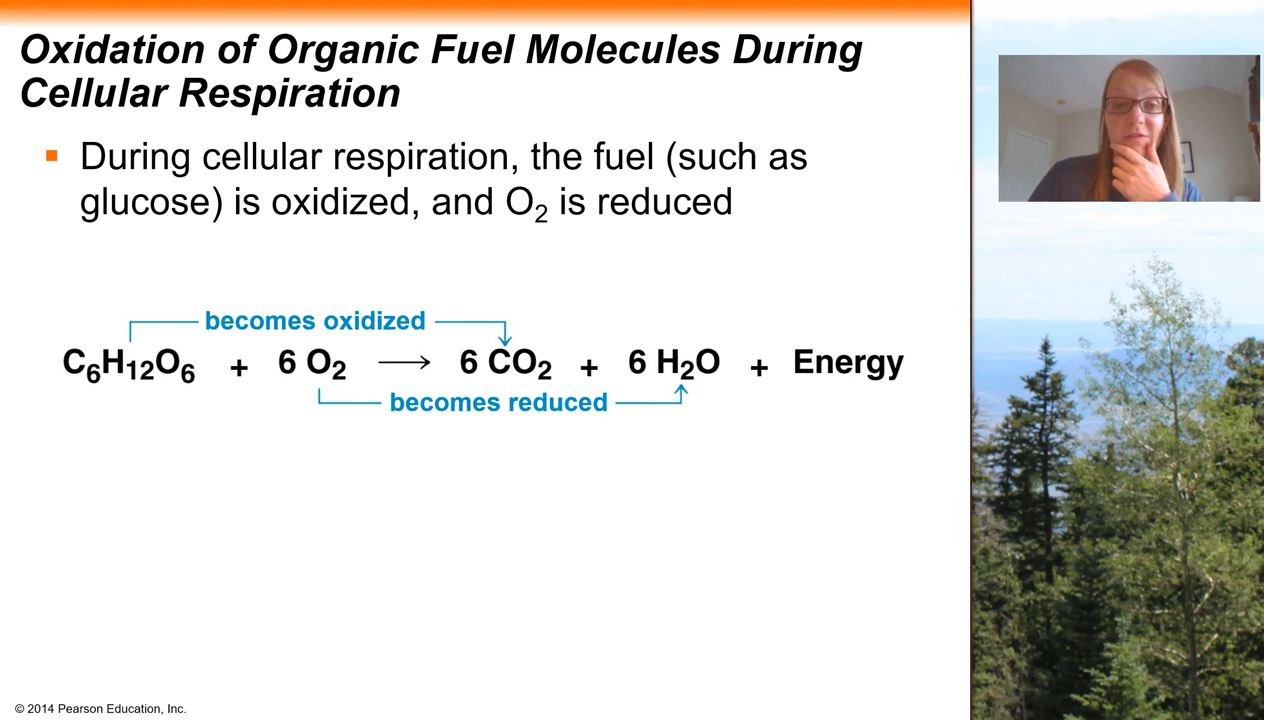 Oxidation of Organic Fuel Molecules During
Cellular Respiration
▪ During cellular respiration, the fuel (such as
glucose) is oxidized, and O₂ is reduced
becomes oxidized
C₆H₁₂O₆ + 6 O₂ ⟶ 6 CO₂ + 6 H₂O + Energy
becomes reduced
© 2014 Pearson Education, Inc.